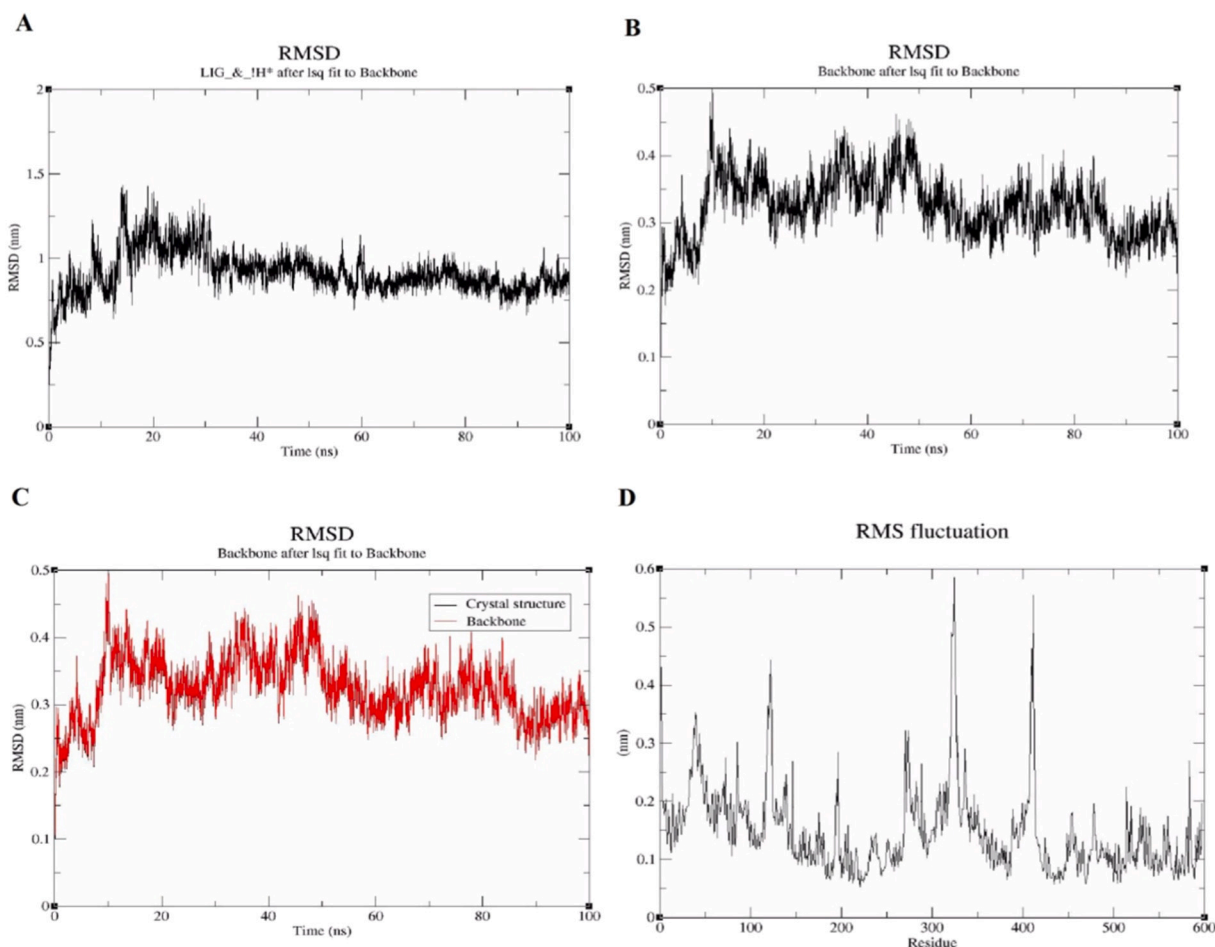 A
RMSD
LIG_&_!H* after lsq fit to Backbone
2
1.5
1
0.5
0
RMSD (nm)
0 20 40 60 80 100
Time (ns)
B
RMSD
Backbone after lsq fit to Backbone
0.5
0.4
0.3
0.2
0.1
0
RMSD (nm)
0 20 40 60 80 100
Time (ns)
C
RMSD
Backbone after lsq fit to Backbone
Crystal structure
Backbone
0.5
0.4
0.3
0.2
0.1
0
RMSD (nm)
0 20 40 60 80 100
Time (ns)
D
RMS fluctuation
0.6
0.5
0.4
0.3
0.2
0.1
0
(nm)
0 100 200 300 400 500 600
Residue